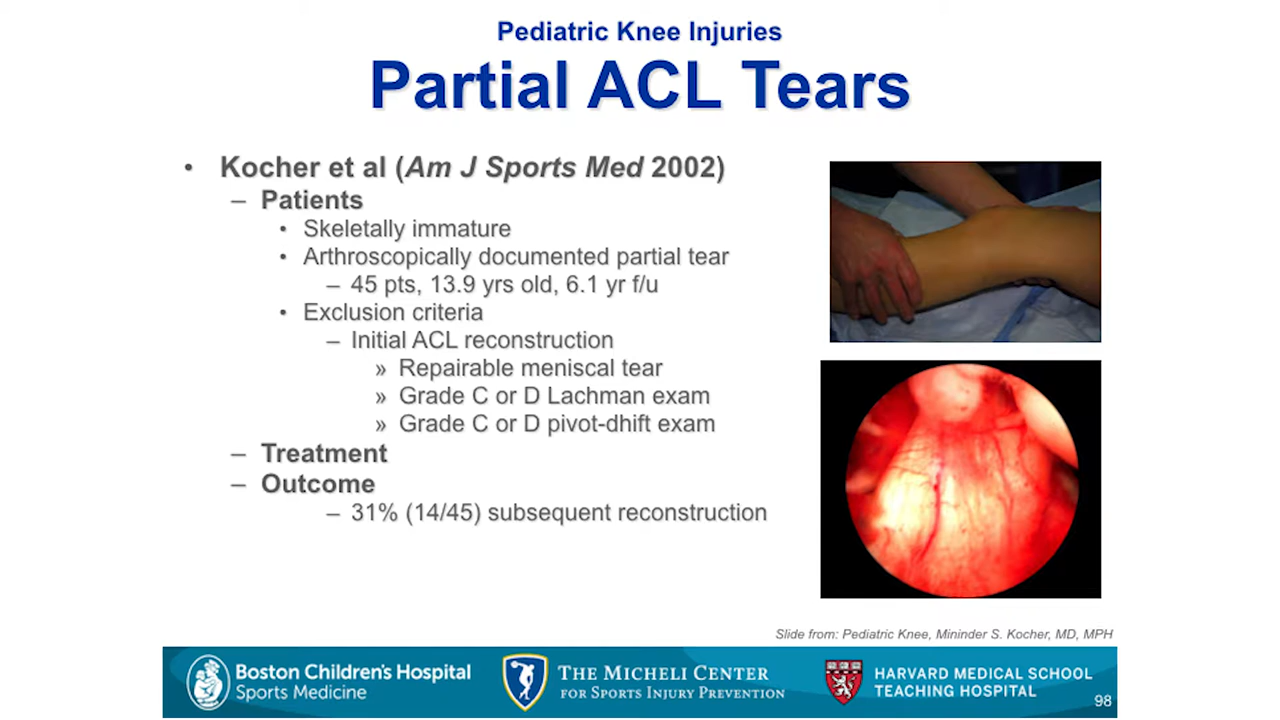 Pediatric Knee Injuries
Partial ACL Tears
• Kocher et al (Am J Sports Med 2002)
– Patients
• Skeletally immature
• Arthroscopically documented partial tear
– 45 pts, 13.9 yrs old, 6.1 yr f/u
• Exclusion criteria
– Initial ACL reconstruction
» Repairable meniscal tear
» Grade C or D Lachman exam
» Grade C or D pivot-dhift exam
– Treatment
– Outcome
– 31% (14/45) subsequent reconstruction
Slide from: Pediatric Knee, Mininder S. Kocher, MD, MPH
Boston Children's Hospital
Sports Medicine
THE MICHELI CENTER
FOR SPORTS INJURY PREVENTION
HARVARD MEDICAL SCHOOL
TEACHING HOSPITAL
98